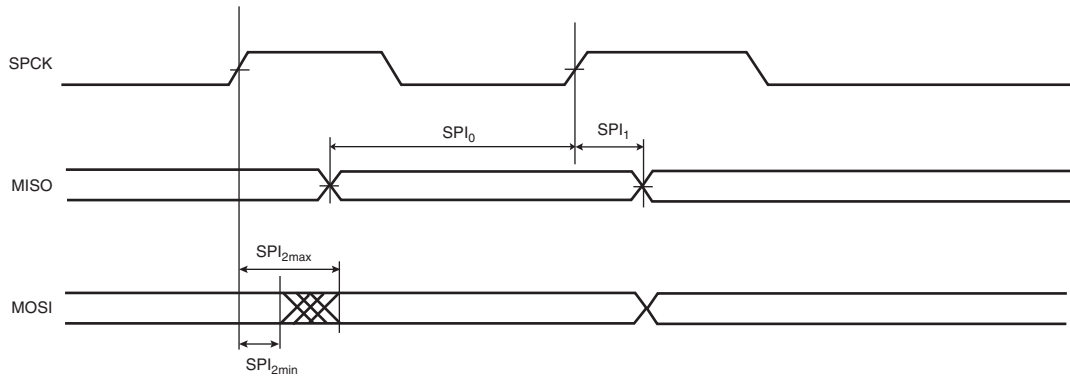 SPCK
SPI₀ SPI₁
MISO
SPI₂ₘₐₓ
MOSI
SPI₂ₘᵢₙ